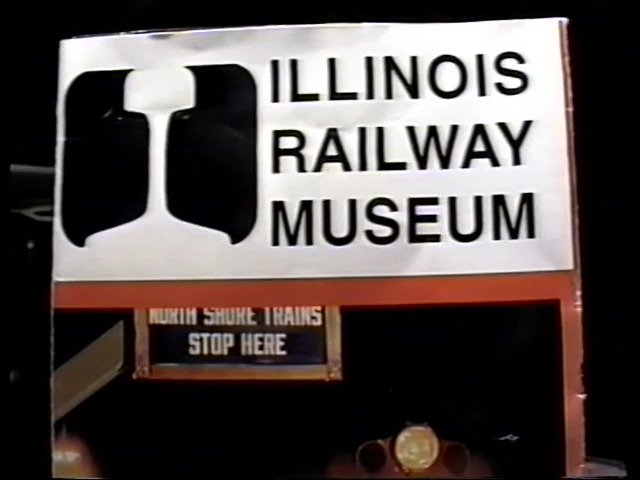 ILLINOIS
RAILWAY
MUSEUM
NORTH SHORE TRAINS
STOP HERE